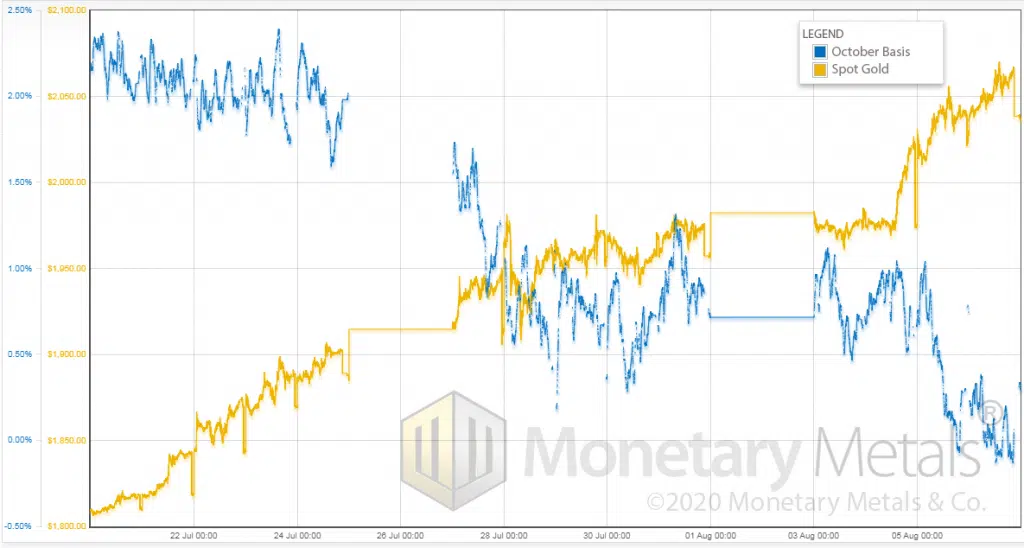 2.50% $2,100.00
2.00% $2,050.00
1.50% $2,000.00
1.00% $1,950.00
0.50% $1,900.00
0.00% $1,850.00
-0.50% $1,800.00
LEGEND
October Basis
Spot Gold
Monetary Metals®
©2020 Monetary Metals & Co.
22 Jul 00:00 24 Jul 00:00 26 Jul 00:00 28 Jul 00:00 30 Jul 00:00 01 Aug 00:00 03 Aug 00:00 05 Aug 00:00